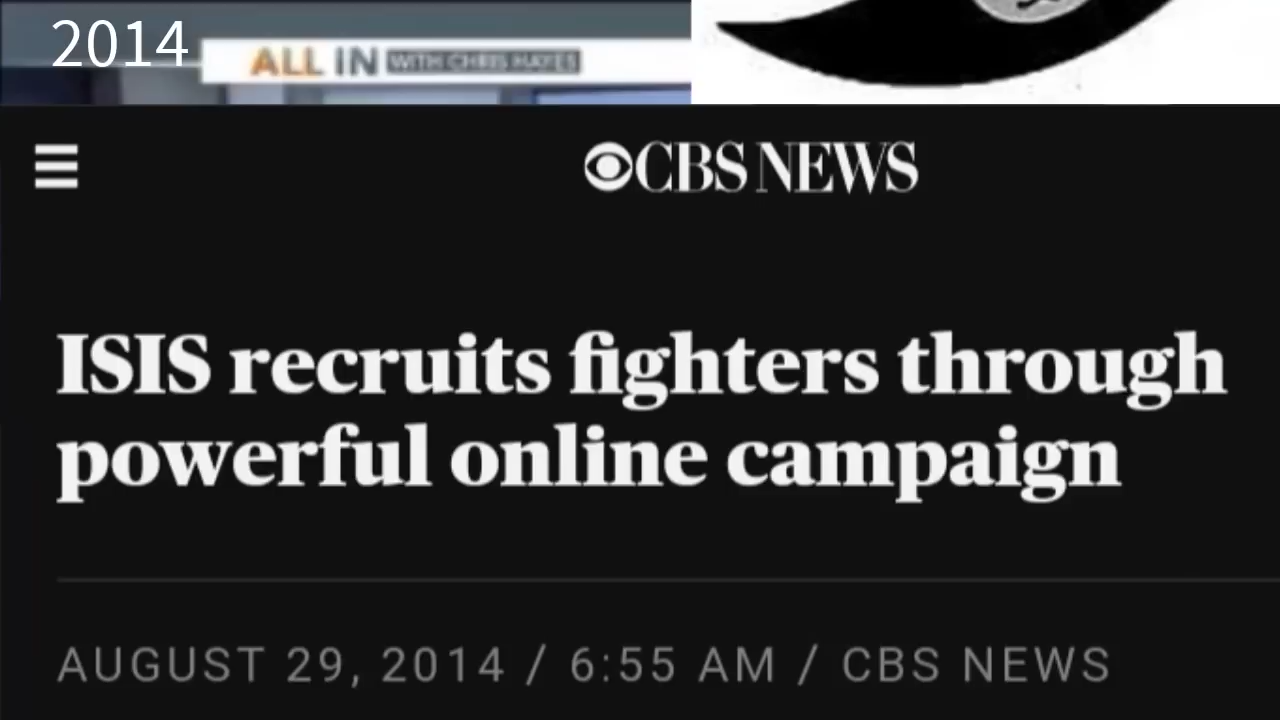 2014
ALL IN WITH CHRIS HAYES
CBS NEWS
ISIS recruits fighters through
powerful online campaign
AUGUST 29, 2014 / 6:55 AM / CBS NEWS